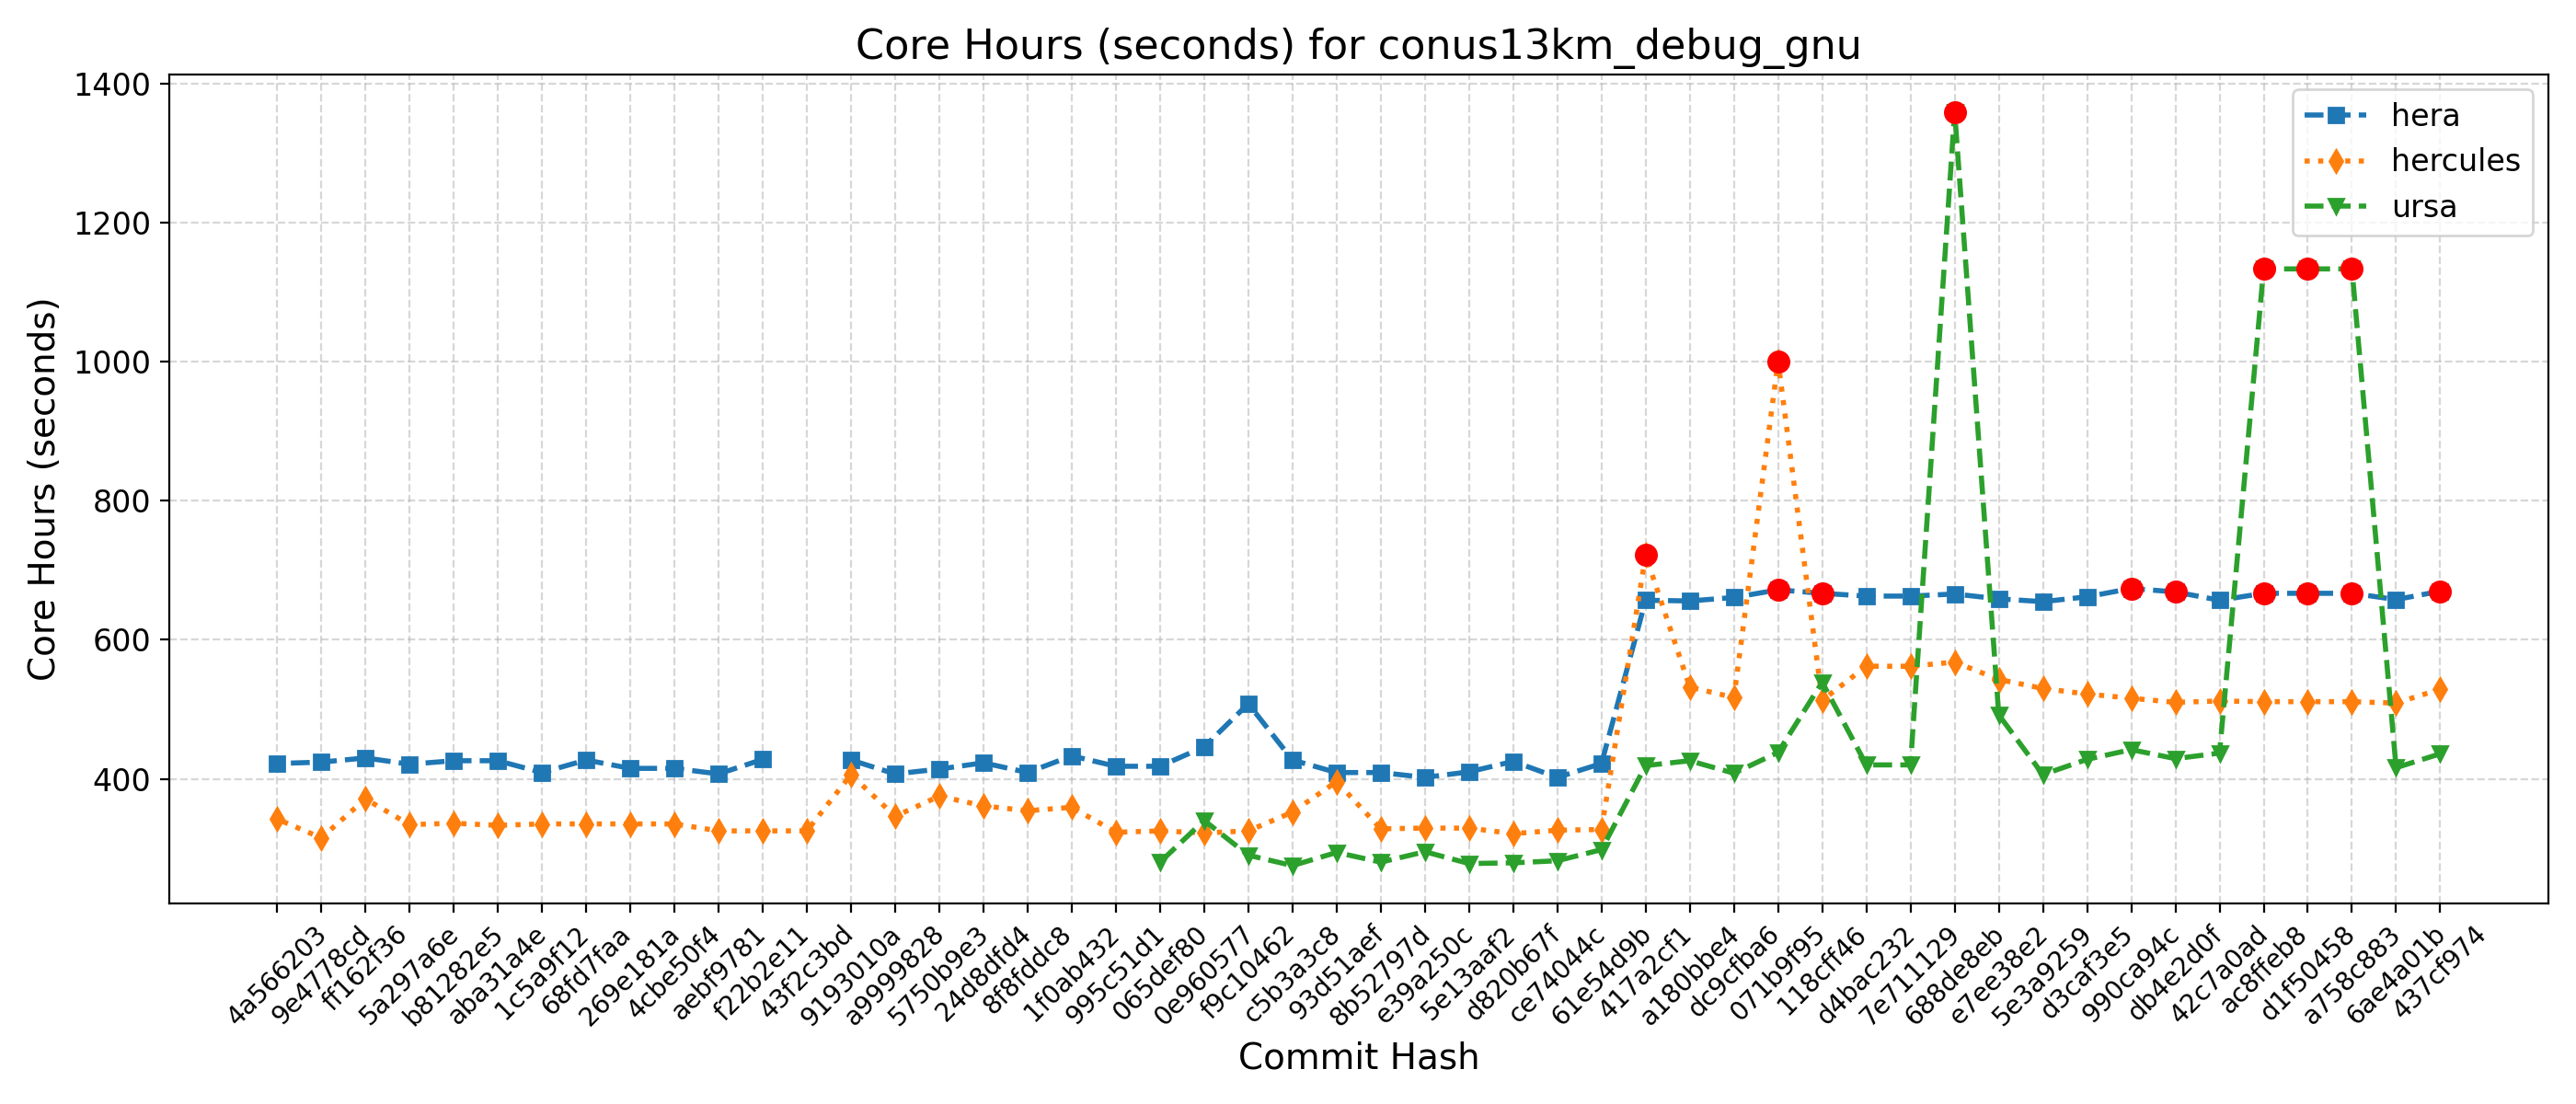 Core Hours (seconds) for conus13km_debug_gnu
Core Hours (seconds)
1400
1200
1000
800
600
400
hera
hercules
ursa
4a566203
9e4778cd
ff162f36
5a297a6e
b81282e5
aba31a4e
1c5a9f12
68fd7faa
269e181a
4cbe50f4
aebf9781
f22b2e11
43f2c3bd
9193010a
a9999828
5750b9e3
24d8dfd4
8f8fddc8
1f0ab432
995c51d1
065def80
0e960577
f9c10462
c5b3a3c8
93d51aef
8b52797d
e39a250c
5e13aaf2
d820b67f
ce74044c
61e54d9b
417a2cf1
a180bbe4
dc9cfba6
071b9f95
118cff46
d4bac232
7e711129
688de8eb
e7ee38e2
5e3a9259
d3caf3e5
990ca94c
db4e2d0f
42c7a0ad
ac8ffeb8
d1f50458
a758c883
6ae4a01b
437cf974
Commit Hash